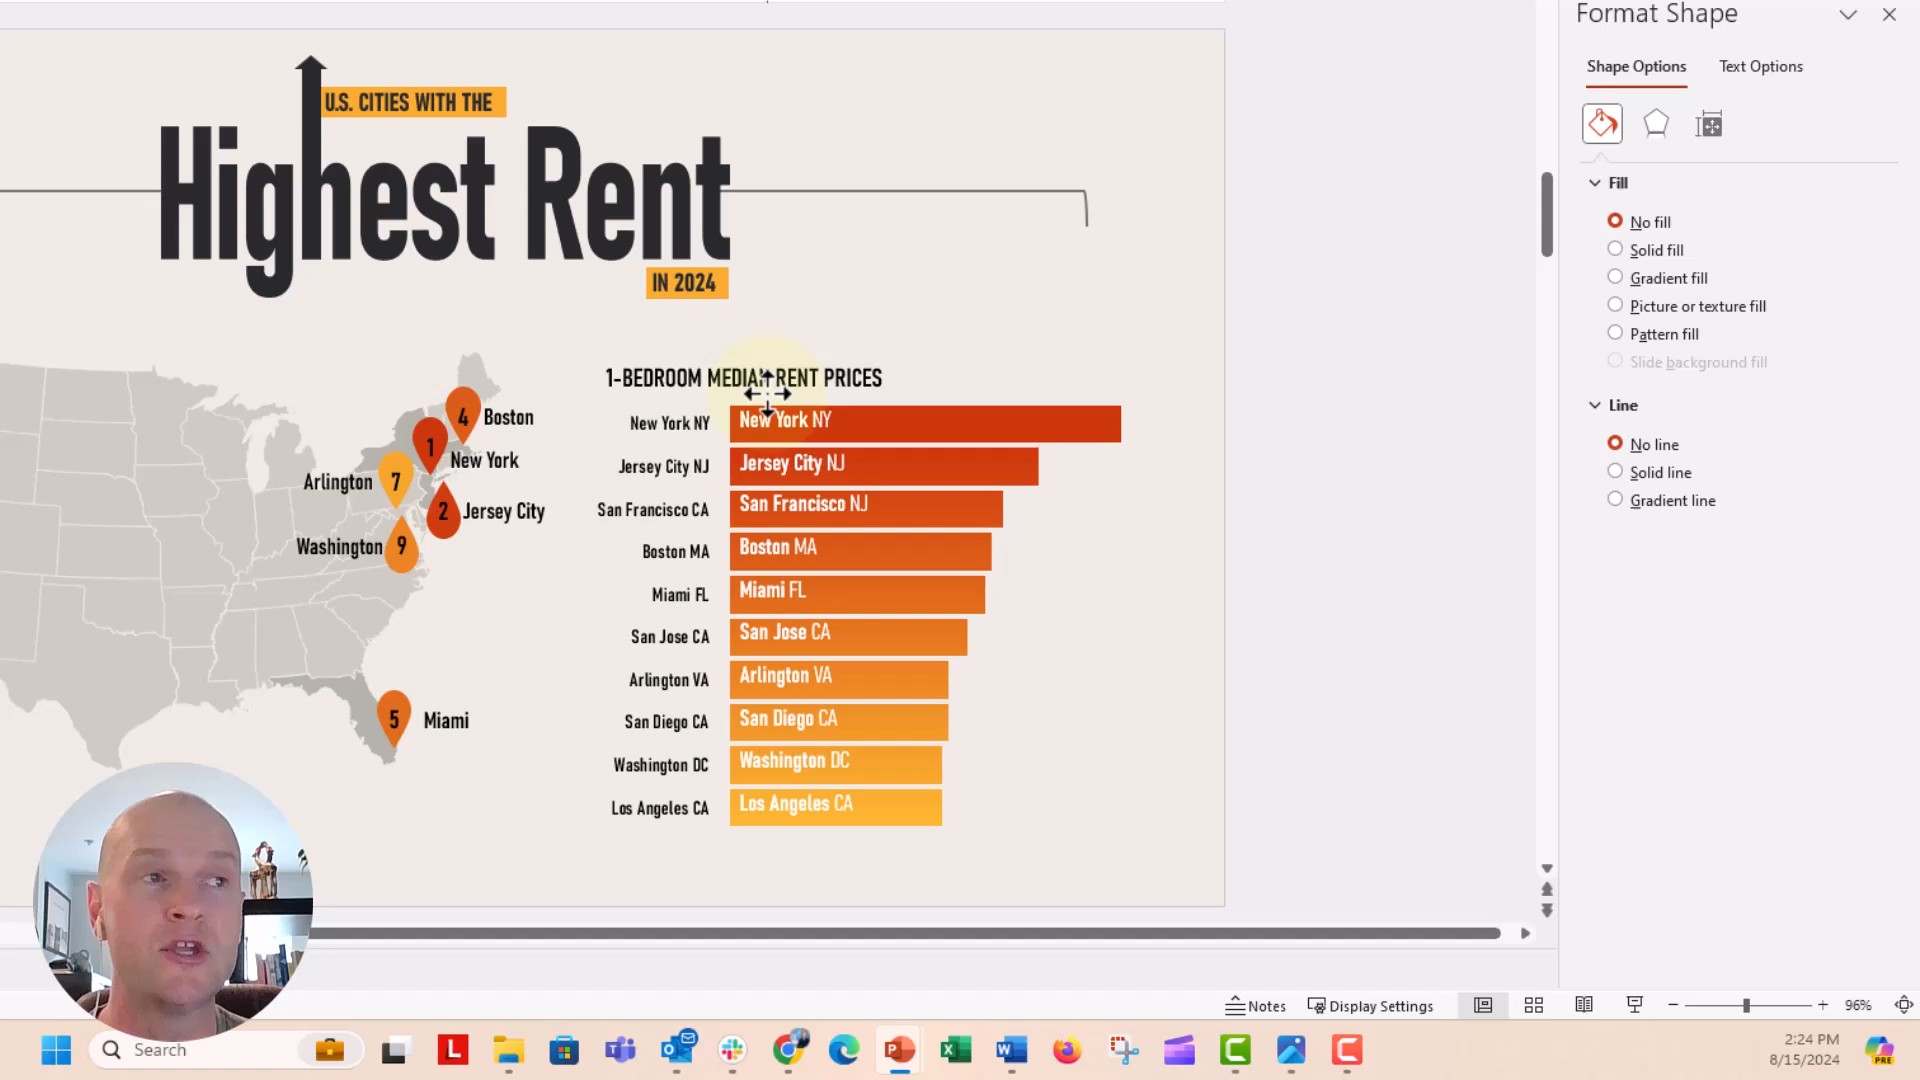 Format Shape
Shape Options
Text Options
Fill
No fill
Solid fill
Gradient fill
Picture or texture fill
Pattern fill
Slide background fill
Line
No line
Solid line
Gradient line
U.S. CITIES WITH THE
Highest Rent
IN 2024
4 Boston
1
New York
Arlington 7
2 Jersey City
Washington 9
5 Miami
1-BEDROOM MEDIAN RENT PRICES
New York NY New York NY
Jersey City NJ Jersey City NJ
San Francisco CA San Francisco NJ
Boston MA Boston MA
Miami FL Miami FL
San Jose CA San Jose CA
Arlington VA Arlington VA
San Diego CA San Diego CA
Washington DC Washington DC
Los Angeles CA Los Angeles CA
Notes
Display Settings
96%
Search
L
2:24 PM
8/15/2024
PRE